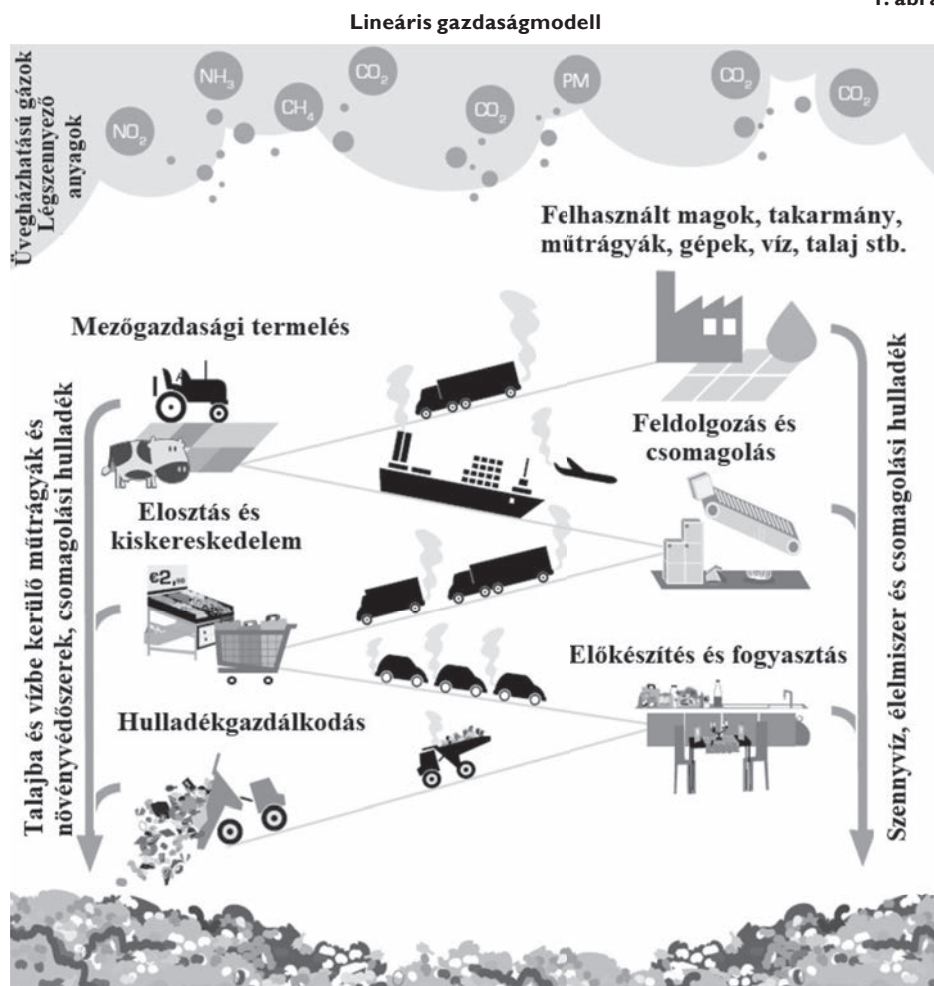 1. ábra
Lineáris gazdaságmodell
Üvegházhatású gázok
Légszennyező
anyagok
NO₂
NH₃
CH₄
CO₂
CO₂
PM
CO₂
CO₂
Felhasznált magok, takarmány,
műtrágyák, gépek, víz, talaj stb.
Mezőgazdasági termelés
Feldolgozás és
csomagolás
Elosztás és
kiskereskedelem
€2,⁹⁰
Előkészítés és fogyasztás
Hulladékgazdálkodás
Talajba és vízbe kerülő műtrágyák és
növényvédőszerek, csomagolási hulladék
Szennyvíz, élelmiszer és csomagolási hulladék